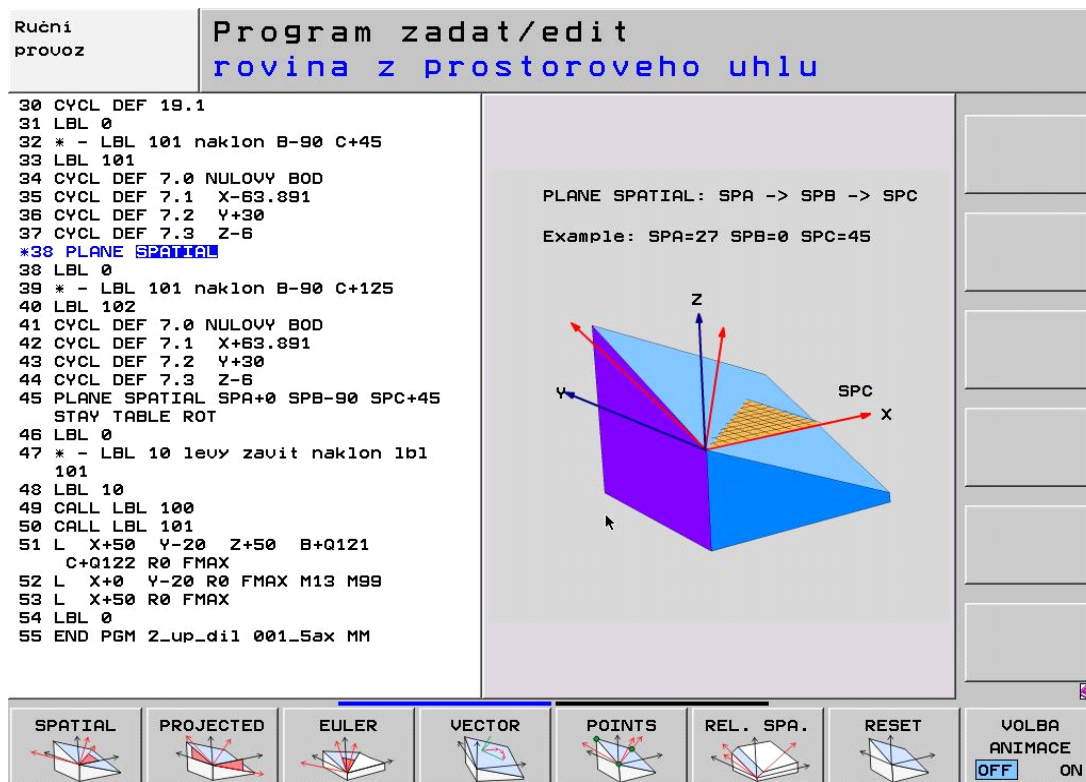 Ruční
provoz
Program zadat/edit
rovina z prostoroveho uhlu
30 CYCL DEF 19.1
31 LBL 0
32 * - LBL 101 naklon B-90 C+45
33 LBL 101
34 CYCL DEF 7.0 NULOVY BOD
35 CYCL DEF 7.1 X-63.891
36 CYCL DEF 7.2 Y+30
37 CYCL DEF 7.3 Z-6
*38 PLANE SPATIAL
38 LBL 0
39 * - LBL 101 naklon B-90 C+125
40 LBL 102
41 CYCL DEF 7.0 NULOVY BOD
42 CYCL DEF 7.1 X+63.891
43 CYCL DEF 7.2 Y+30
44 CYCL DEF 7.3 Z-6
45 PLANE SPATIAL SPA+0 SPB-90 SPC+45
STAY TABLE ROT
46 LBL 0
47 * - LBL 10 levy zavit naklon lbl
101
48 LBL 10
49 CALL LBL 100
50 CALL LBL 101
51 L X+50 Y-20 Z+50 B+Q121
C+Q122 R0 FMAX
52 L X+0 Y-20 R0 FMAX M13 M99
53 L X+50 R0 FMAX
54 LBL 0
55 END PGM 2_up_dil 001_5ax MM
PLANE SPATIAL: SPA -> SPB -> SPC
Example: SPA=27 SPB=0 SPC=45
Z
Y
SPC
X
SPATIAL
PROJECTED
EULER
VECTOR
POINTS
REL. SPA.
RESET
VOLBA
ANIMACE
OFF ON